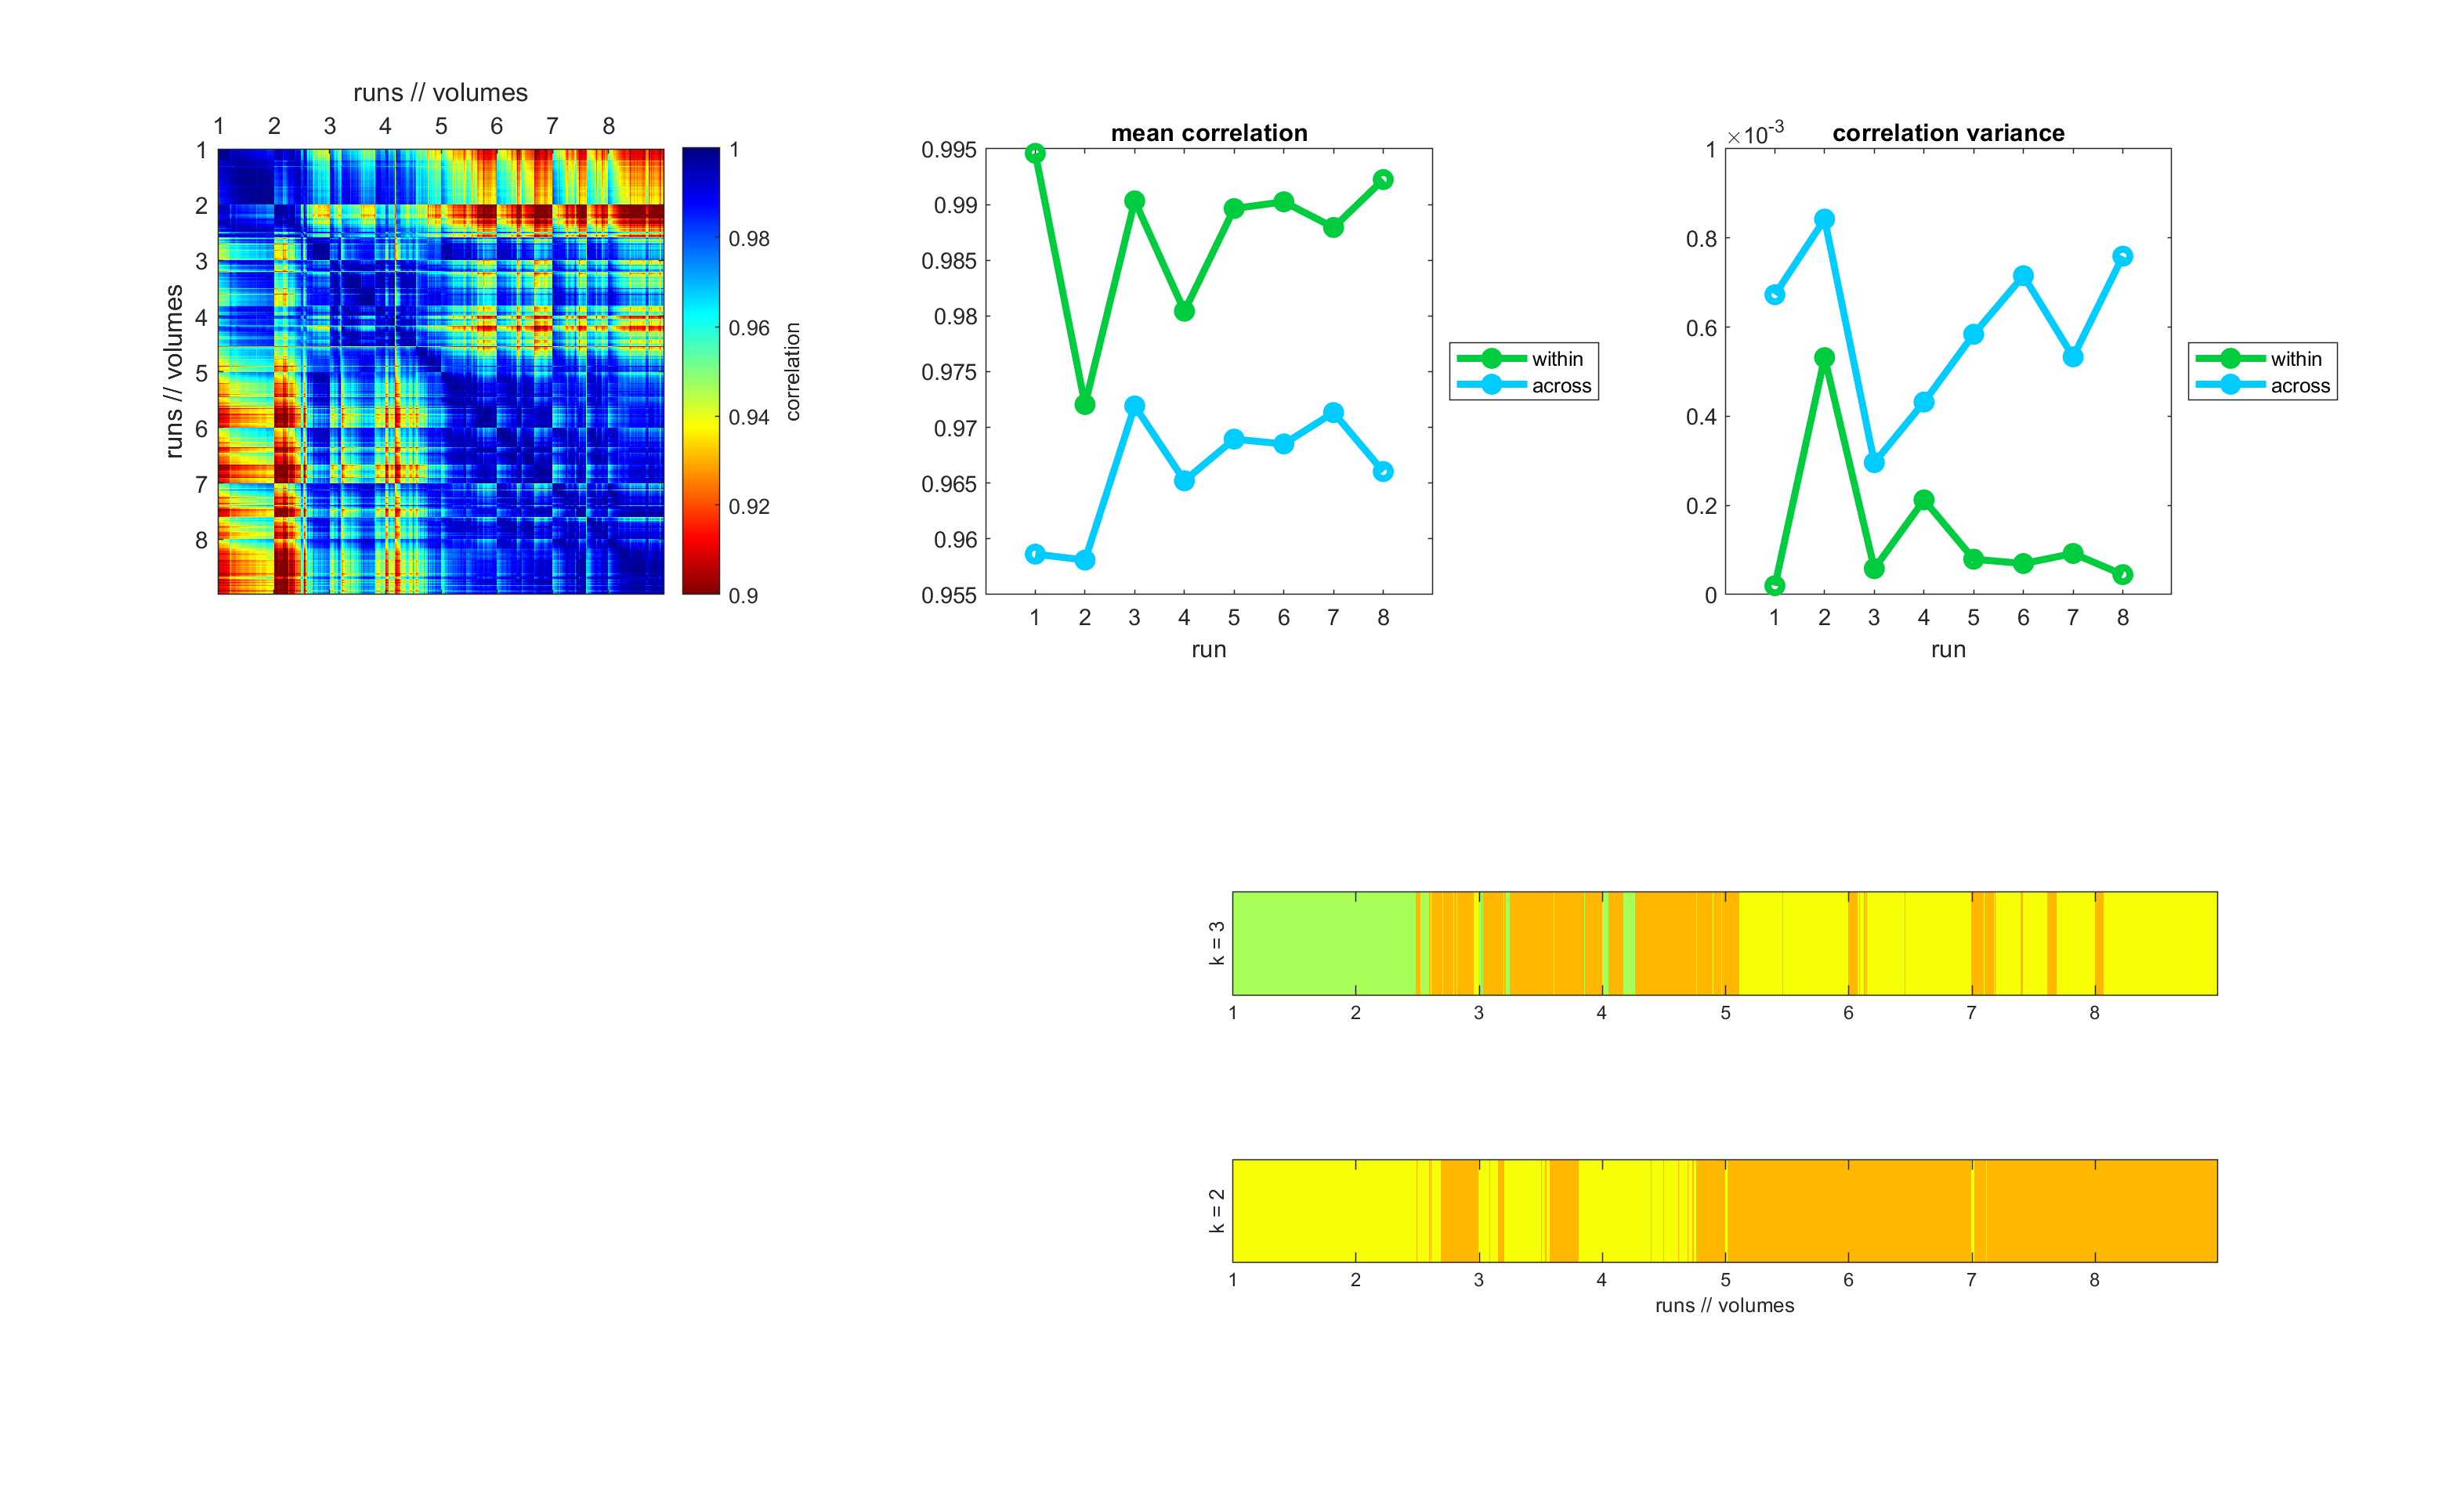 runs // volumes
1 2 3 4 5 6 7 8
runs // volumes
1
2
3
4
5
6
7
8
1
0.98
0.96
0.94
0.92
0.9
correlation
mean correlation
0.995
0.99
0.985
0.98
0.975
0.97
0.965
0.96
0.955
1 2 3 4 5 6 7 8
run
within
across
×10-3
correlation variance
1
0.8
0.6
0.4
0.2
0
1 2 3 4 5 6 7 8
run
within
across
k = 3
1 2 3 4 5 6 7 8
k = 2
1 2 3 4 5 6 7 8
runs // volumes